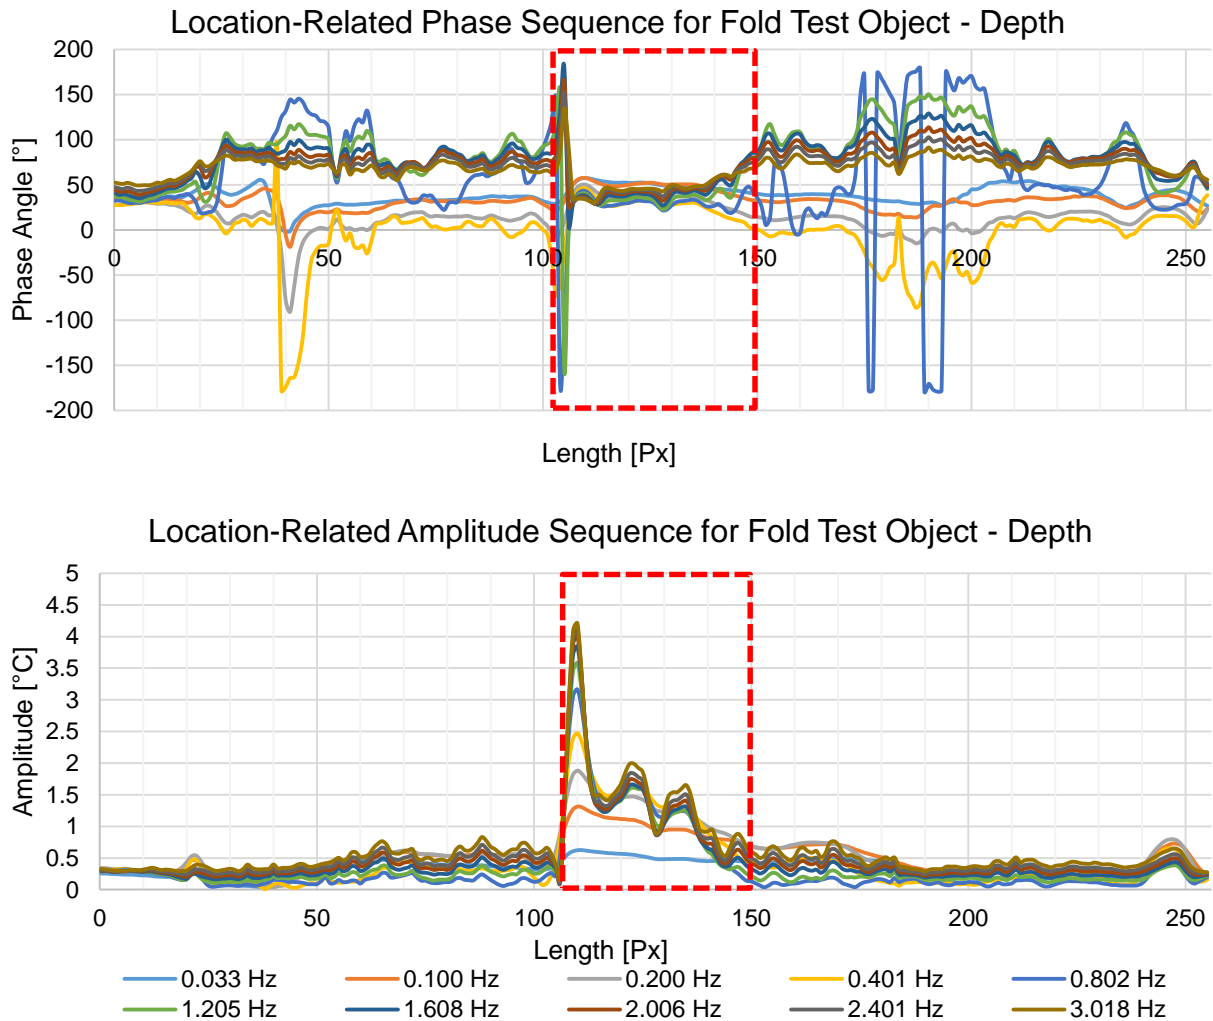 Location-Related Phase Sequence for Fold Test Object - Depth
200
150
100
50
0
-50
-100
-150
-200
Phase Angle [°]
0 50 100 150 200 250
Length [Px]
Location-Related Amplitude Sequence for Fold Test Object - Depth
5
4.5
4
3.5
3
2.5
2
1.5
1
0.5
0
Amplitude [°C]
0 50 100 150 200 250
Length [Px]
0.033 Hz 0.100 Hz 0.200 Hz 0.401 Hz 0.802 Hz
1.205 Hz 1.608 Hz 2.006 Hz 2.401 Hz 3.018 Hz